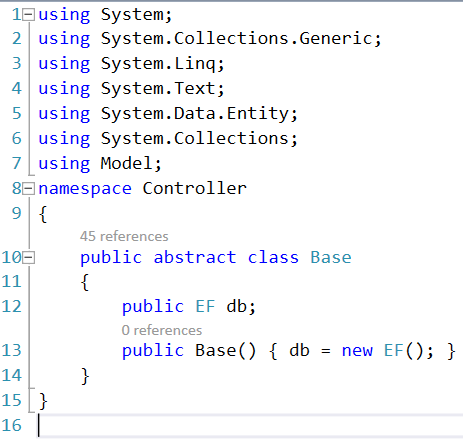 1 using System;
2 using System.Collections.Generic;
3 using System.Linq;
4 using System.Text;
5 using System.Data.Entity;
6 using System.Collections;
7 using Model;
8 namespace Controller
9 {
45 references
10 public abstract class Base
11 {
12 public EF db;
0 references
13 public Base() { db = new EF(); }
14 }
15 }
16